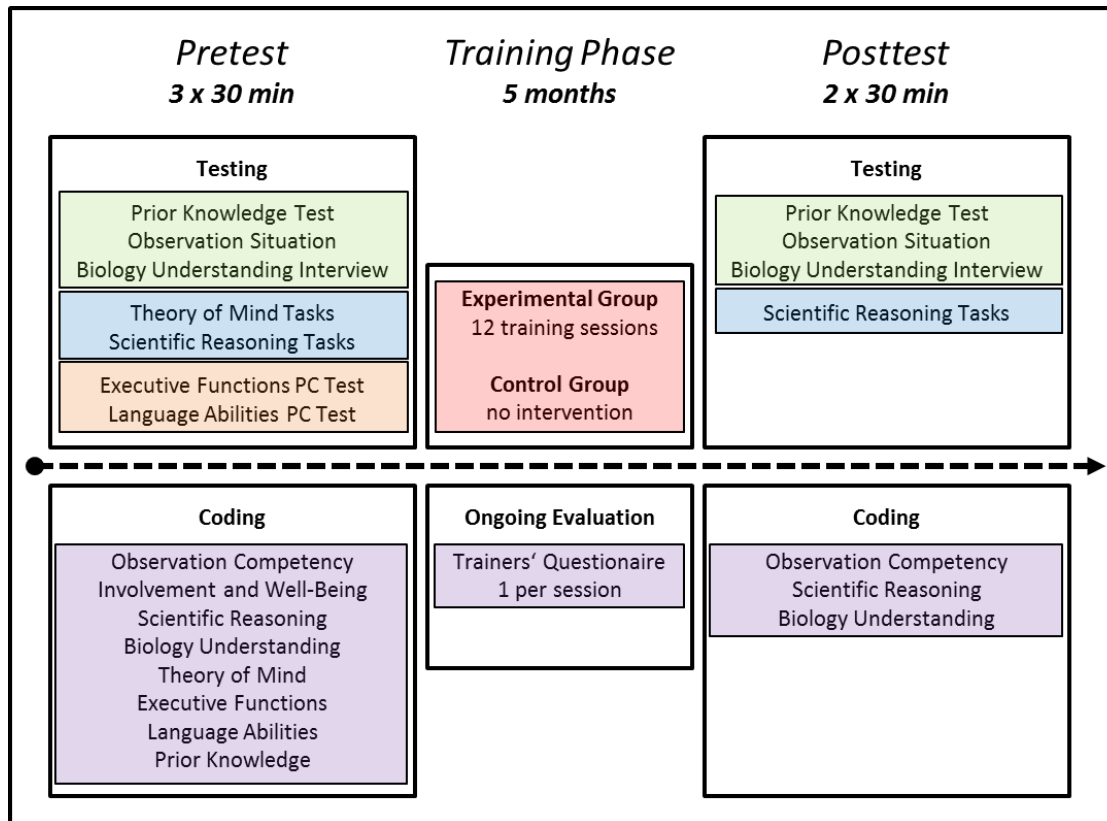 Pretest
3 x 30 min
Training Phase
5 months
Posttest
2 x 30 min
Testing
Prior Knowledge Test
Observation Situation
Biology Understanding Interview
Theory of Mind Tasks
Scientific Reasoning Tasks
Executive Functions PC Test
Language Abilities PC Test
Experimental Group
12 training sessions
Control Group
no intervention
Testing
Prior Knowledge Test
Observation Situation
Biology Understanding Interview
Scientific Reasoning Tasks
Coding
Observation Competency
Involvement and Well-Being
Scientific Reasoning
Biology Understanding
Theory of Mind
Executive Functions
Language Abilities
Prior Knowledge
Ongoing Evaluation
Trainers‘ Questionaire
1 per session
Coding
Observation Competency
Scientific Reasoning
Biology Understanding